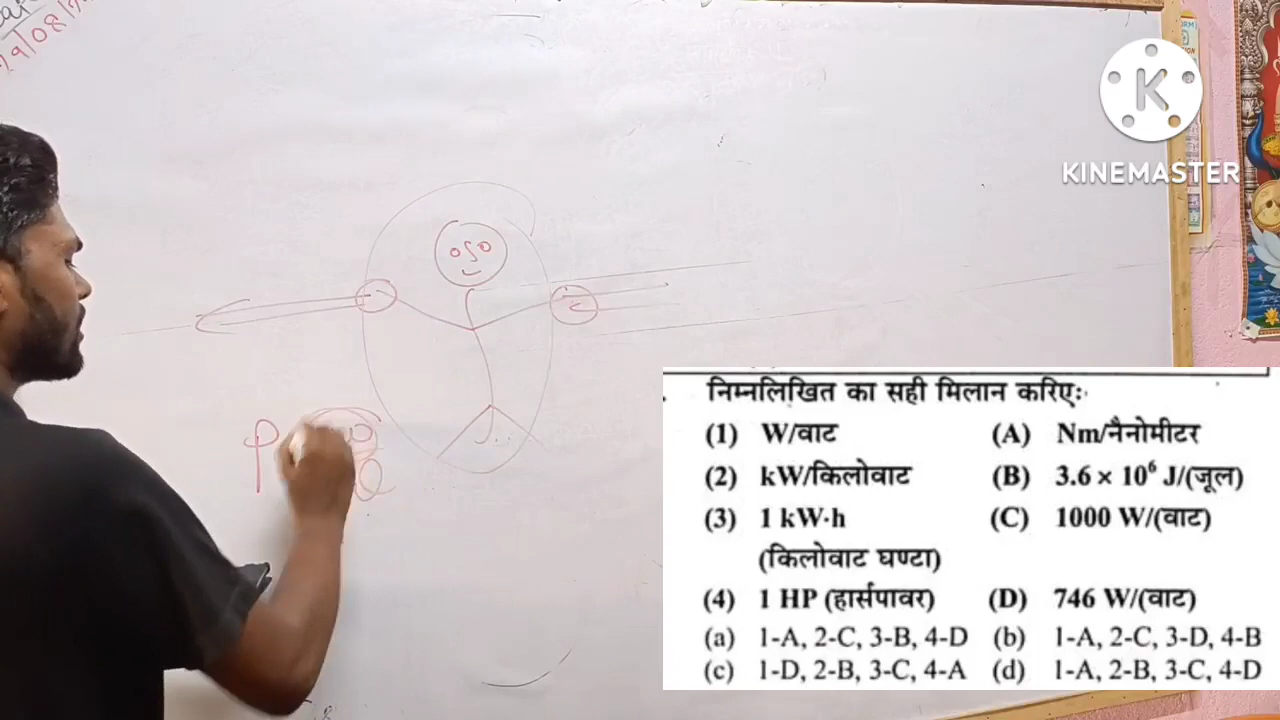 9/08/
K
KINEMASTER
निम्नलिखित का सही मिलान करिएः
(1) W/वाट (A) Nm/नैनोमीटर
(2) kW/किलोवाट (B) 3.6 × 10⁶ J/(जूल)
(3) 1 kW·h (C) 1000 W/(वाट)
(किलोवाट घण्टा)
(4) 1 HP (हार्सपावर) (D) 746 W/(वाट)
(a) 1-A, 2-C, 3-B, 4-D (b) 1-A, 2-C, 3-D, 4-B
(c) 1-D, 2-B, 3-C, 4-A (d) 1-A, 2-B, 3-C, 4-D